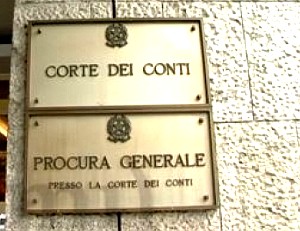 CORTE DEI CONTI
PROCURA GENERALE
PRESSO LA CORTE DEI CONTI